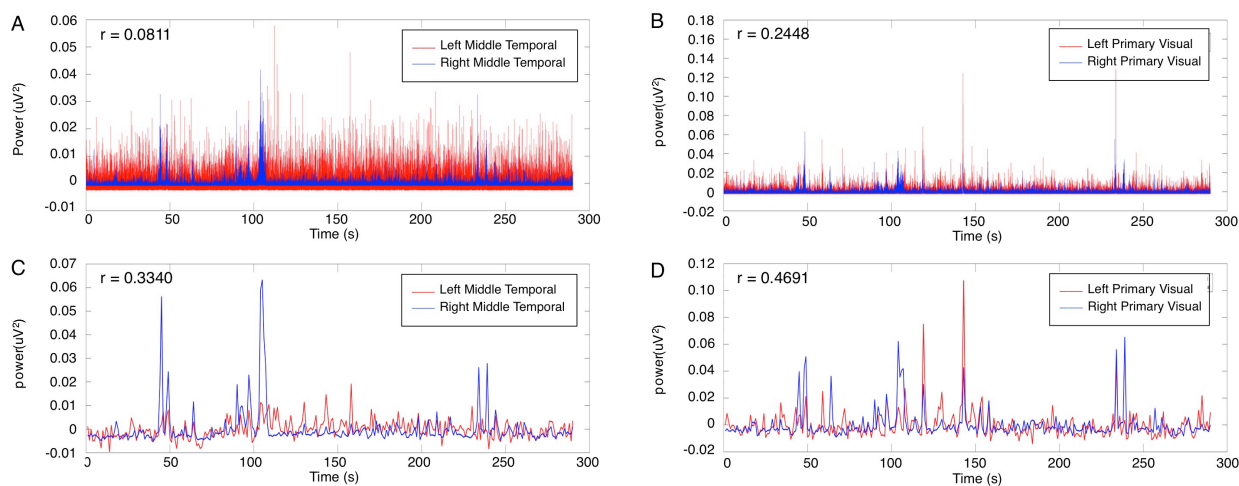 A
r = 0.0811
Left Middle Temporal
Right Middle Temporal
Power (uV²)
0.06
0.05
0.04
0.03
0.02
0.01
0
-0.01
0 50 100 150 200 250 300
Time (s)
B
r = 0.2448
Left Primary Visual
Right Primary Visual
power(uV²)
0.18
0.16
0.14
0.12
0.10
0.08
0.06
0.04
0.02
0
-0.02
0 50 100 150 200 250 300
Time (s)
C
r = 0.3340
Left Middle Temporal
Right Middle Temporal
power(uV²)
0.07
0.06
0.05
0.04
0.03
0.02
0.01
0
-0.01
0 50 100 150 200 250 300
Time (s)
D
r = 0.4691
Left Primary Visual
Right Primary Visual
power(uV²)
0.12
0.10
0.08
0.06
0.04
0.02
0
-0.02
0 50 100 150 200 250 300
Time (s)